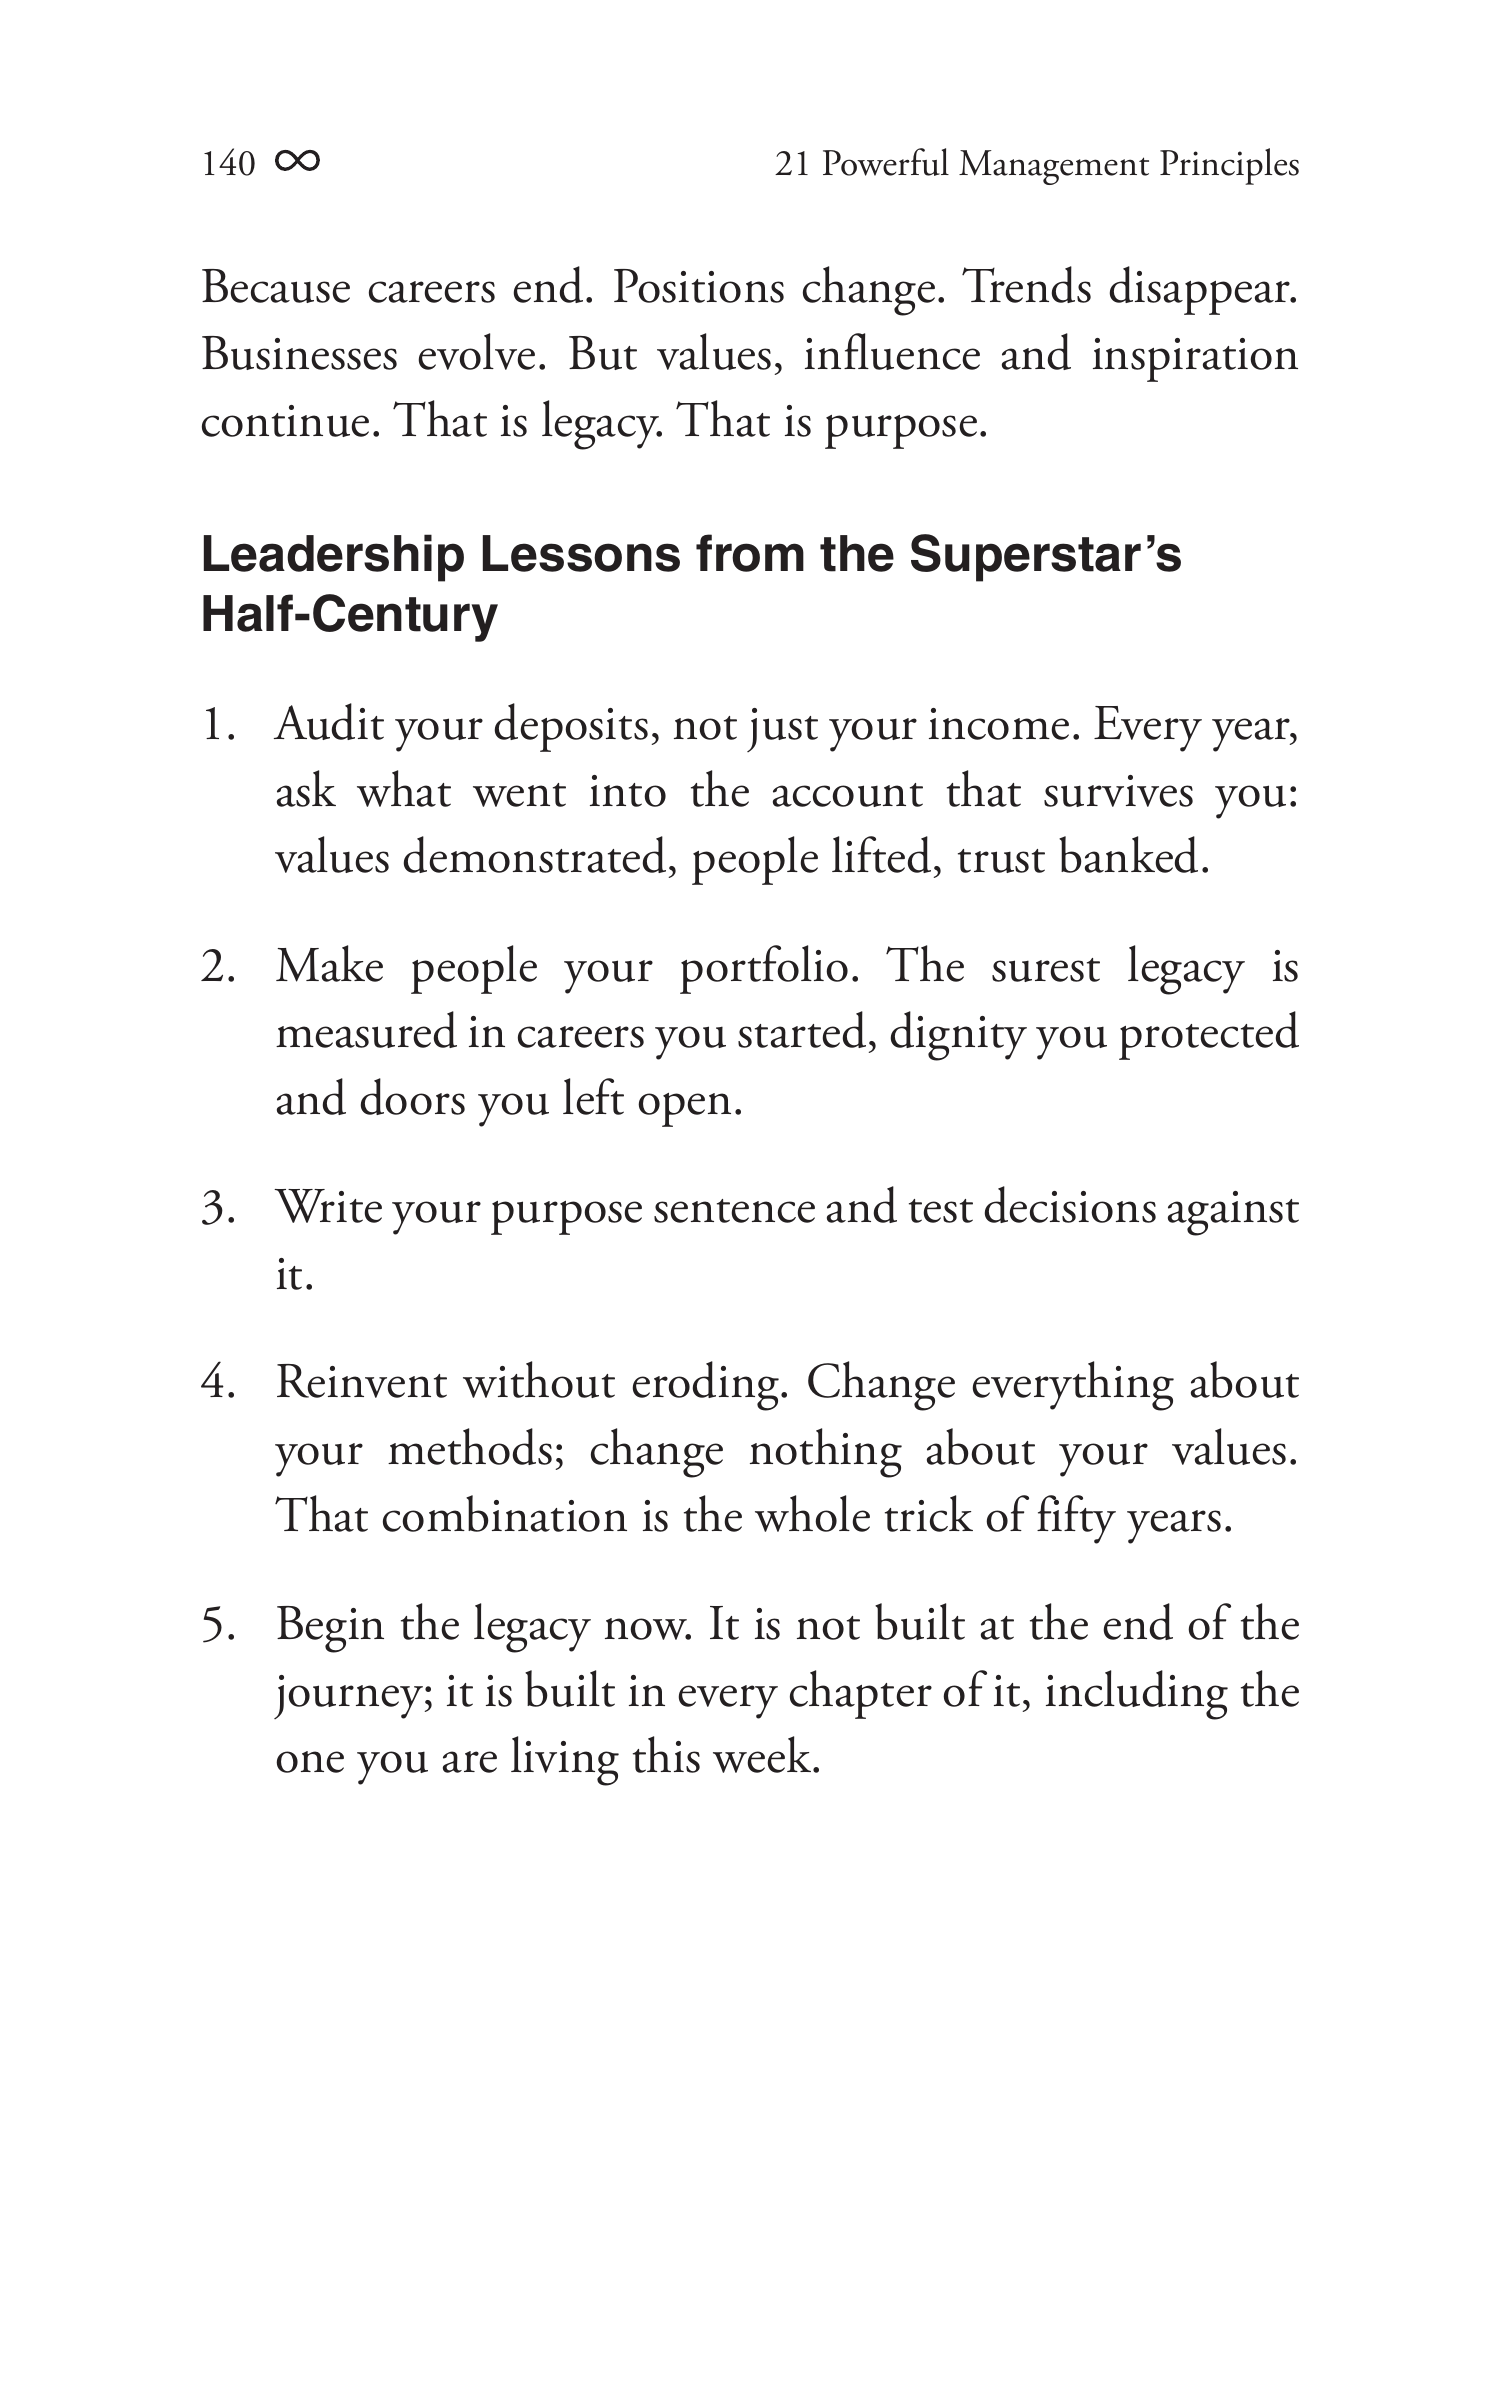 140 ∞ 21 Powerful Management Principles
Because careers end. Positions change. Trends disappear.
Businesses evolve. But values, influence and inspiration
continue. That is legacy. That is purpose.
Leadership Lessons from the Superstar’s
Half-Century
1. Audit your deposits, not just your income. Every year,
ask what went into the account that survives you:
values demonstrated, people lifted, trust banked.
2. Make people your portfolio. The surest legacy is
measured in careers you started, dignity you protected
and doors you left open.
3. Write your purpose sentence and test decisions against
it.
4. Reinvent without eroding. Change everything about
your methods; change nothing about your values.
That combination is the whole trick of fifty years.
5. Begin the legacy now. It is not built at the end of the
journey; it is built in every chapter of it, including the
one you are living this week.